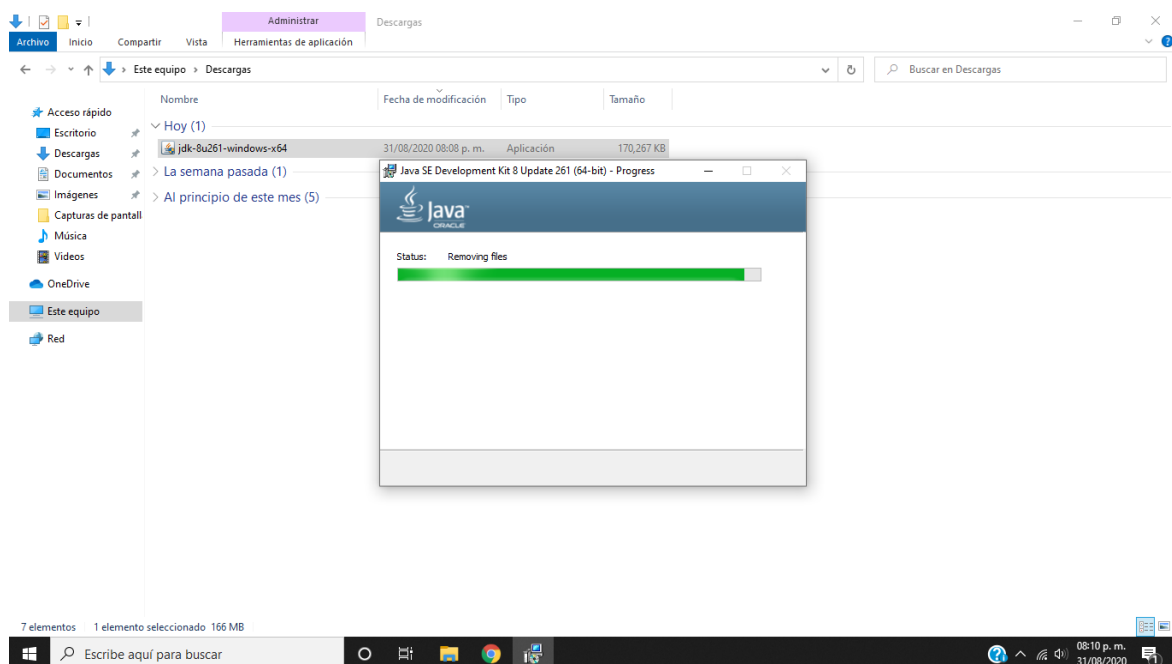 Administrar
Descargas
Archivo Inicio Compartir Vista Herramientas de aplicación
Este equipo Descargas
Buscar en Descargas
Nombre Fecha de modificación Tipo Tamaño
Acceso rápido
Escritorio
Descargas
Documentos
Imágenes
Capturas de pantall
Música
Videos
OneDrive
Este equipo
Red
Hoy (1)
jdk-8u261-windows-x64 31/08/2020 08:08 p. m. Aplicación 170,267 KB
La semana pasada (1)
Al principio de este mes (5)
Java SE Development Kit 8 Update 261 (64-bit) - Progress
Java™
ORACLE
Status: Removing files
7 elementos 1 elemento seleccionado 166 MB
Escribe aquí para buscar
08:10 p. m.
31/08/2020